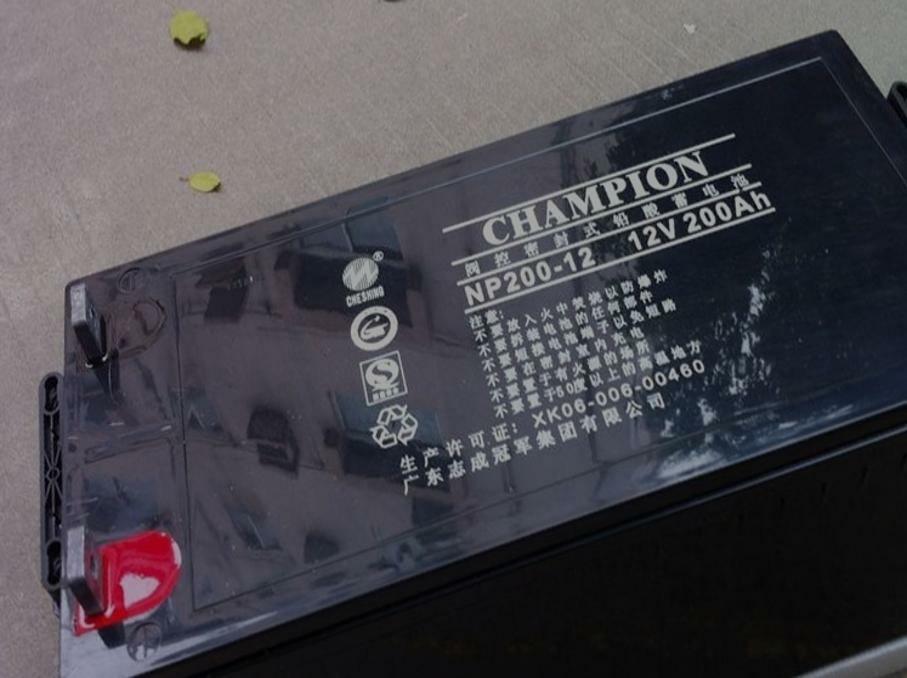 CHAMPION
阀控密封式铅酸蓄电池
NP200-12 12V 200Ah
CHESHING
注意:
不要放入火中焚烧以防爆炸
不要拆装电池的任何部件
不要短接电池端子以免短路
不要在密封室内充电
不要置于有火源的场所
不要置于50度以上的高温地方
生产许可证: XK06-006-00460
广东志成冠军集团有限公司